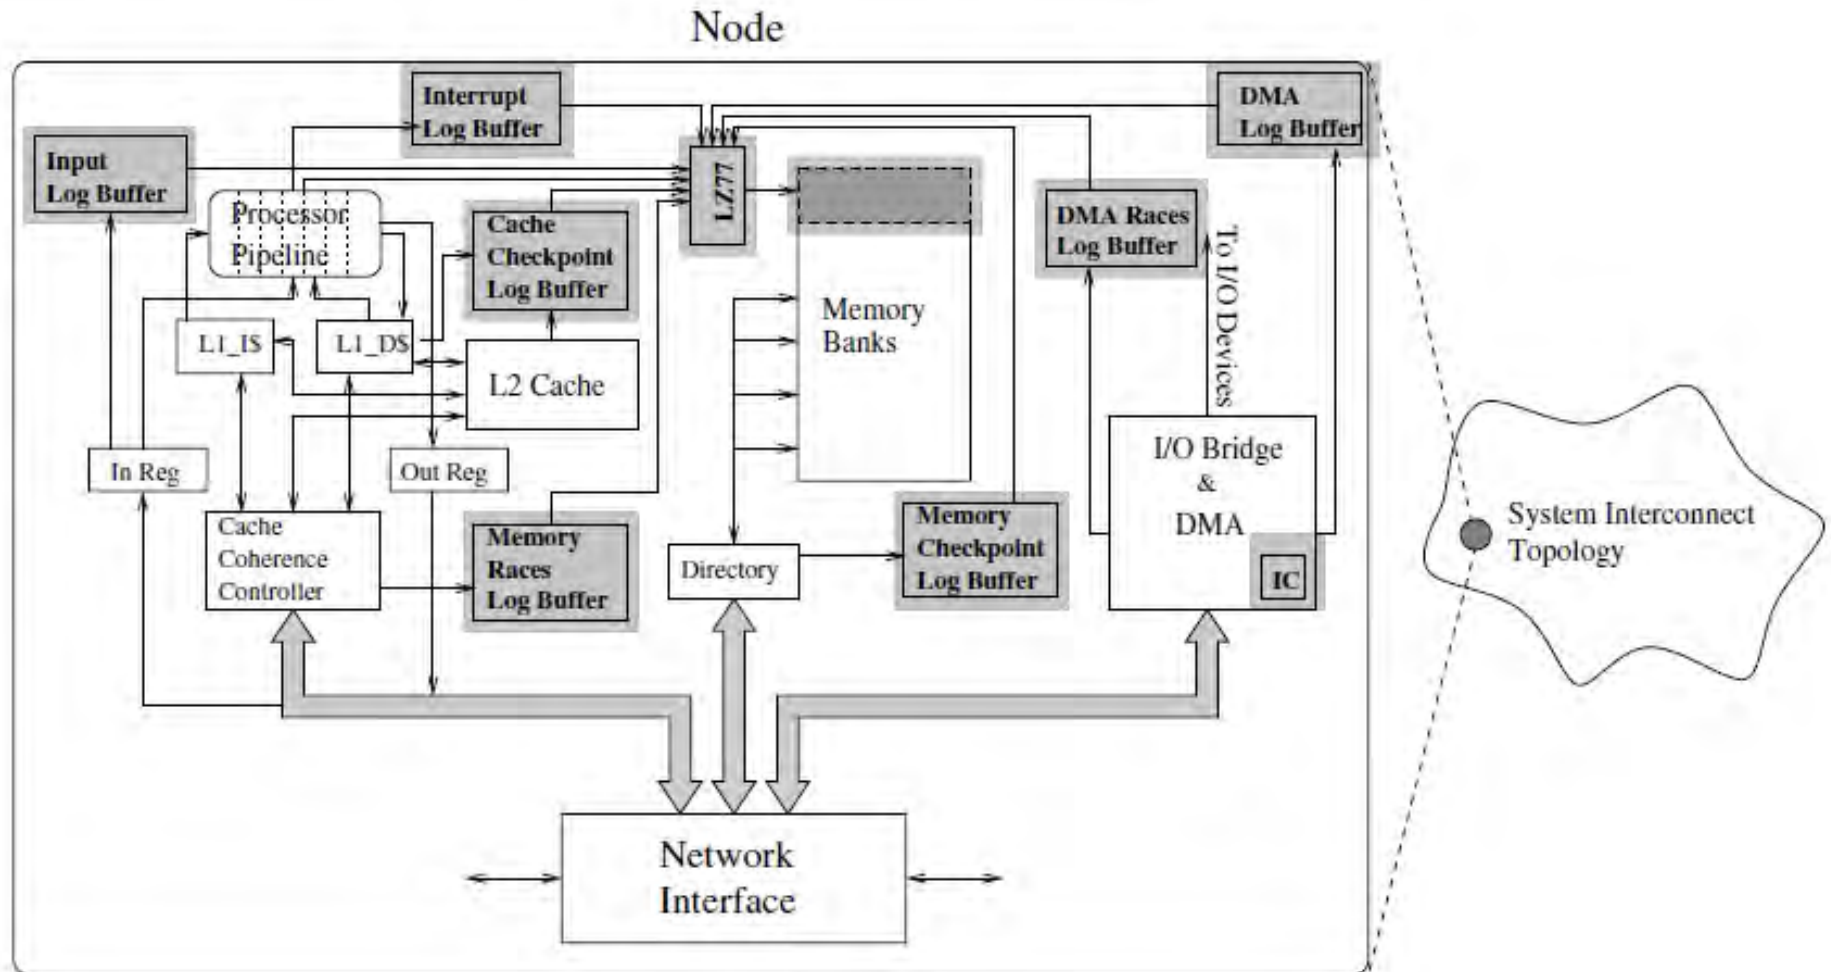 Node
Interrupt
Log Buffer
DMA
Log Buffer
Input
Log Buffer
LZ77
Processor
Pipeline
Cache
Checkpoint
Log Buffer
DMA Races
Log Buffer
To I/O Devices
Memory
Banks
L1_I$
L1_D$
L2 Cache
In Reg
Out Reg
I/O Bridge
&
DMA
IC
Cache
Coherence
Controller
Memory
Races
Log Buffer
Directory
Memory
Checkpoint
Log Buffer
System Interconnect
Topology
Network
Interface